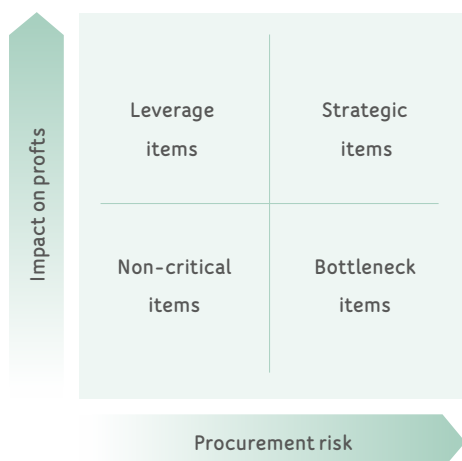 Impact on profts
Leverage
items
Strategic
items
Non-critical
items
Bottleneck
items
Procurement risk